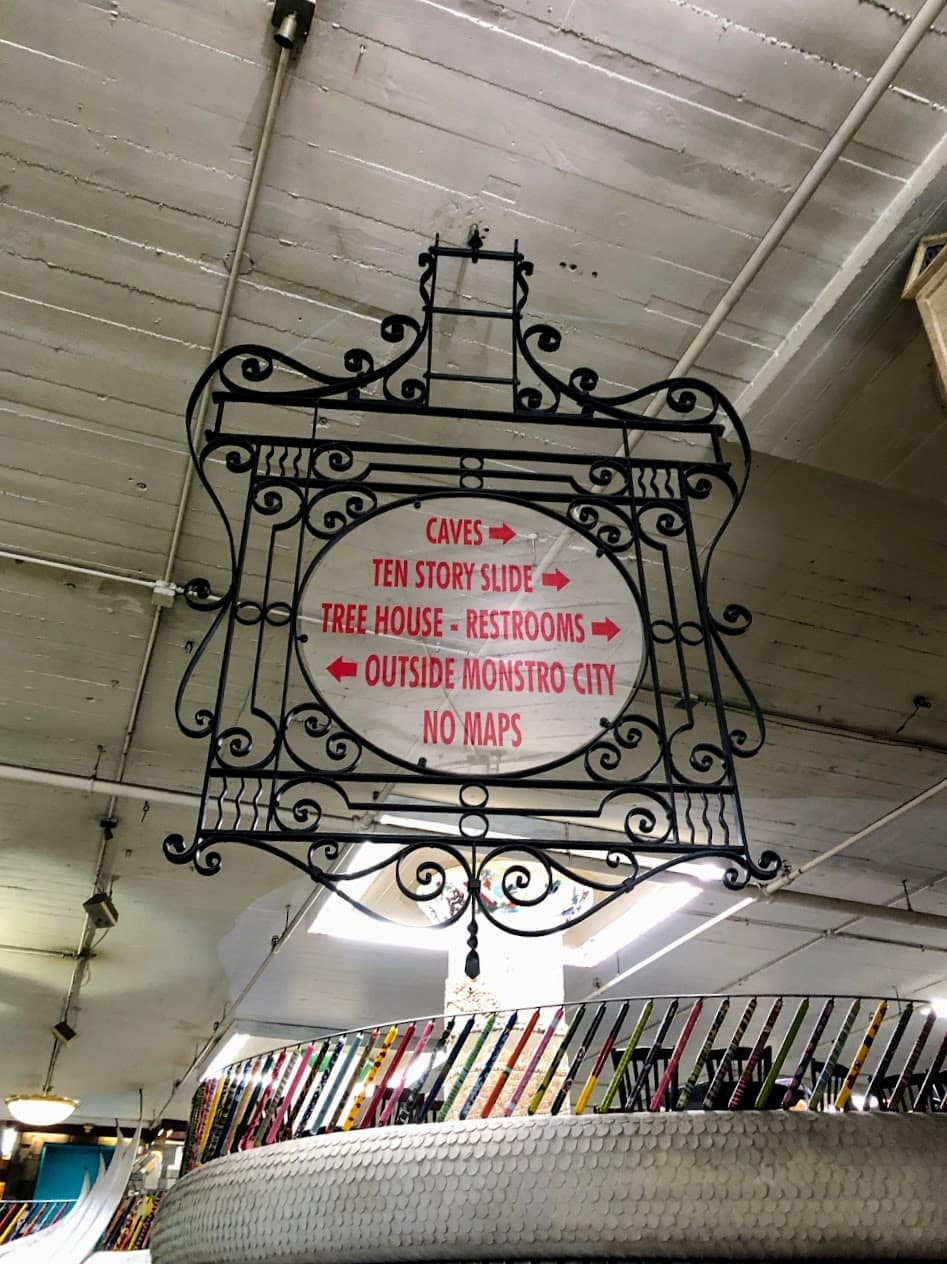 CAVES →
TEN STORY SLIDE →
TREE HOUSE - RESTROOMS →
← OUTSIDE MONSTRO CITY
NO MAPS